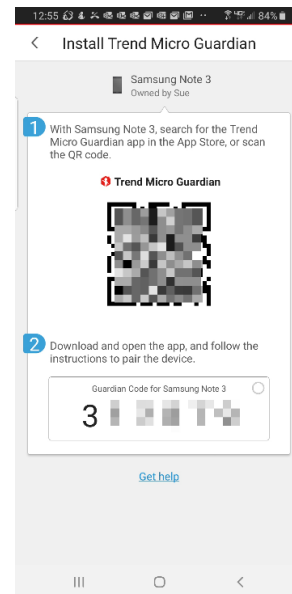 12:55
84%
Install Trend Micro Guardian
Samsung Note 3
Owned by Sue
1
With Samsung Note 3, search for the Trend
Micro Guardian app in the App Store, or scan
the QR code.
Trend Micro Guardian
2
Download and open the app, and follow the
instructions to pair the device.
Guardian Code for Samsung Note 3
3
Get help